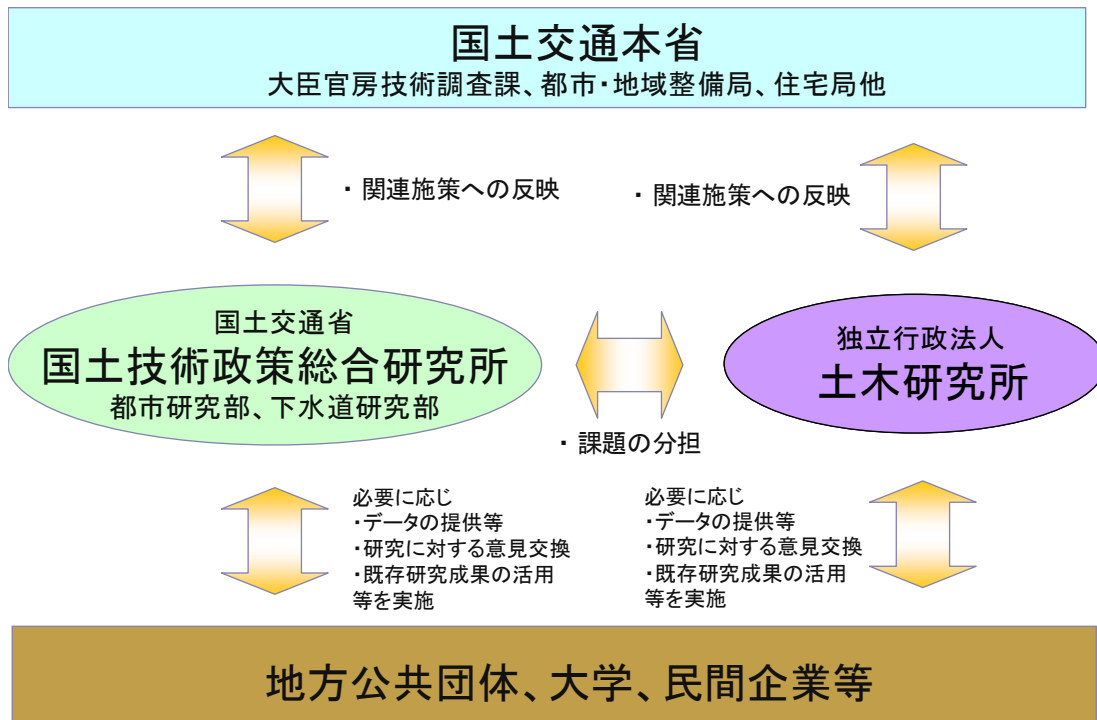 国土交通本省
大臣官房技術調査課、都市・地域整備局、住宅局他
・ 関連施策への反映
・ 関連施策への反映
国土交通省
国土技術政策総合研究所
都市研究部、下水道研究部
独立行政法人
土木研究所
・ 課題の分担
必要に応じ
・データの提供等
・研究に対する意見交換
・既存研究成果の活用
等を実施
必要に応じ
・データの提供等
・研究に対する意見交換
・既存研究成果の活用
等を実施
地方公共団体、大学、民間企業等